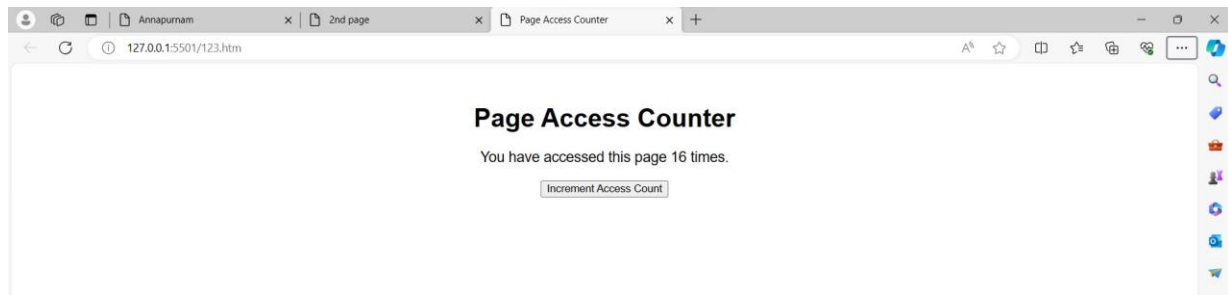 Annapurnam
2nd page
Page Access Counter
127.0.0.1:5501/123.htm
Page Access Counter
You have accessed this page 16 times.
Increment Access Count